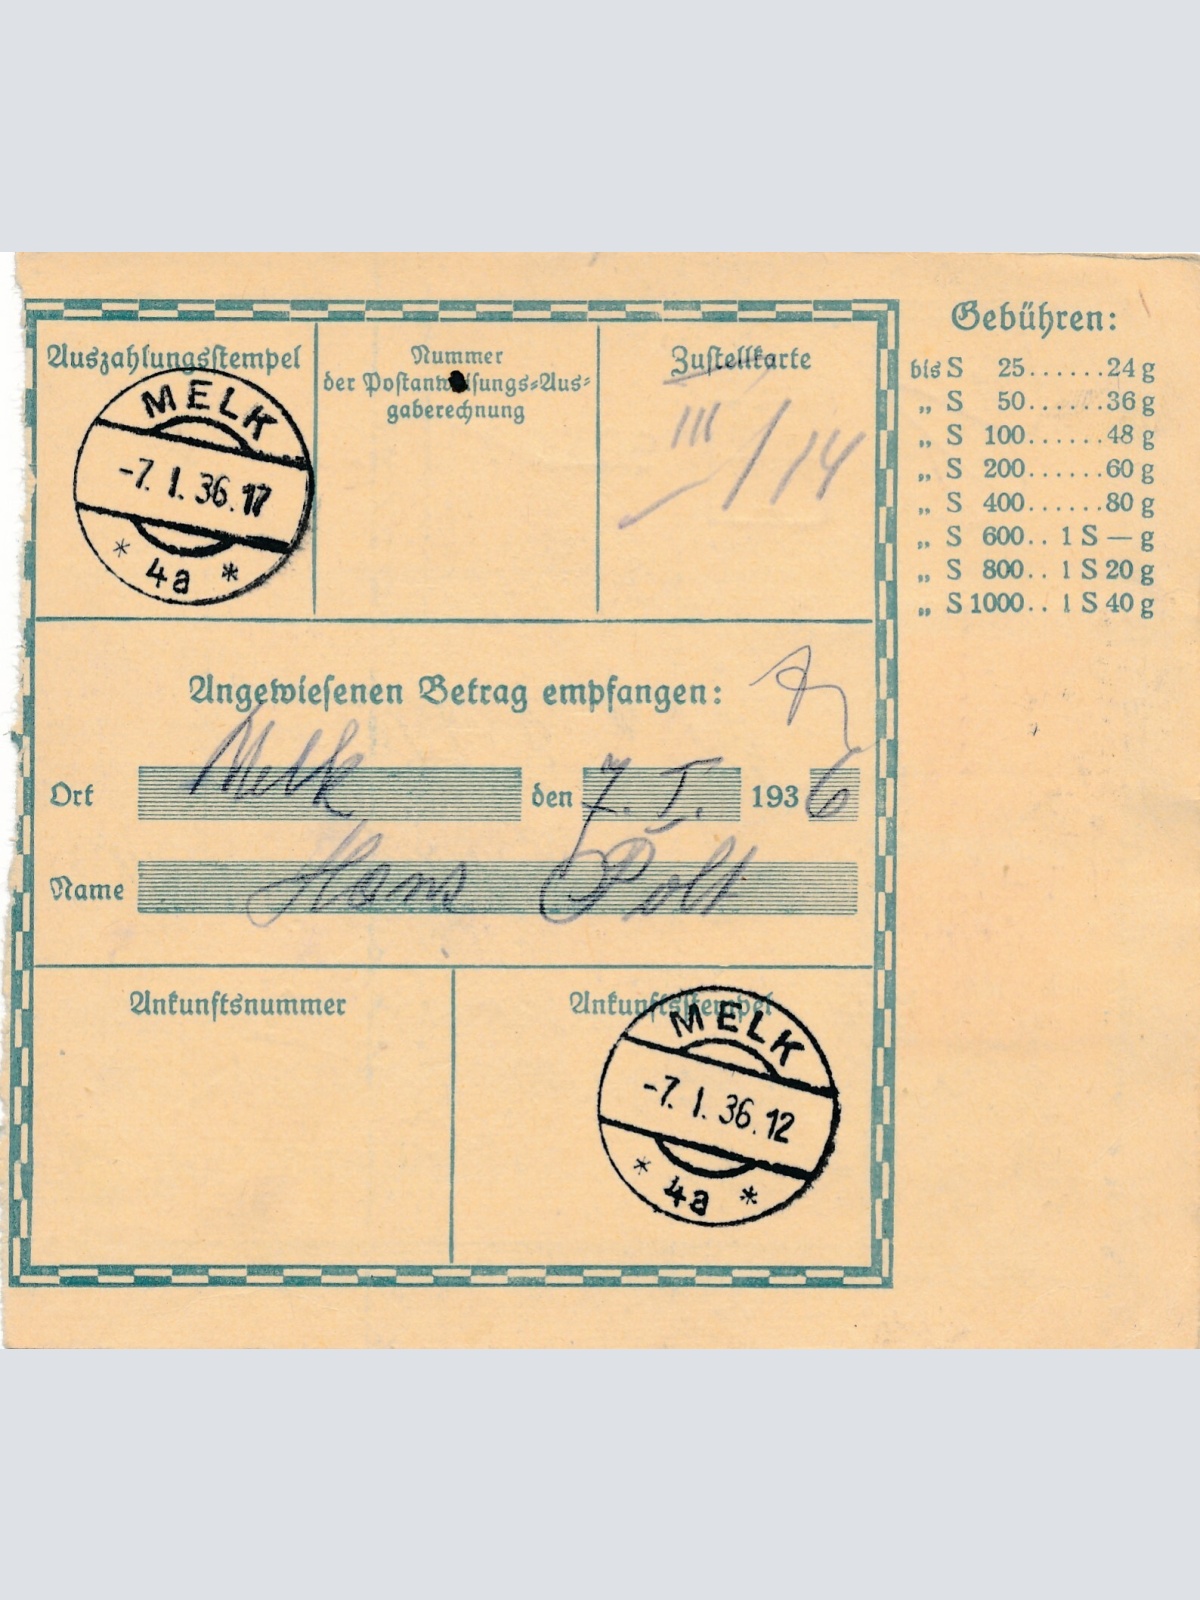 Auszahlungsstempel
MELK
-7. I. 36. 17
* 4a *
Nummer
der Postanweisungs-Aus-
gaberechnung
Zustellkarte
III / 14
Gebühren:
bis S 25......24 g
„ S 50......36 g
„ S 100......48 g
„ S 200......60 g
„ S 400......80 g
„ S 600.. 1 S — g
„ S 800.. 1 S 20 g
„ S 1000.. 1 S 40 g
Angewiesenen Betrag empfangen:
Ort Melk den 7. I. 1936
Name Hans Polt
Ankunftsnummer
Ankunftsstempel
MELK
-7. I. 36. 12
* 4a *